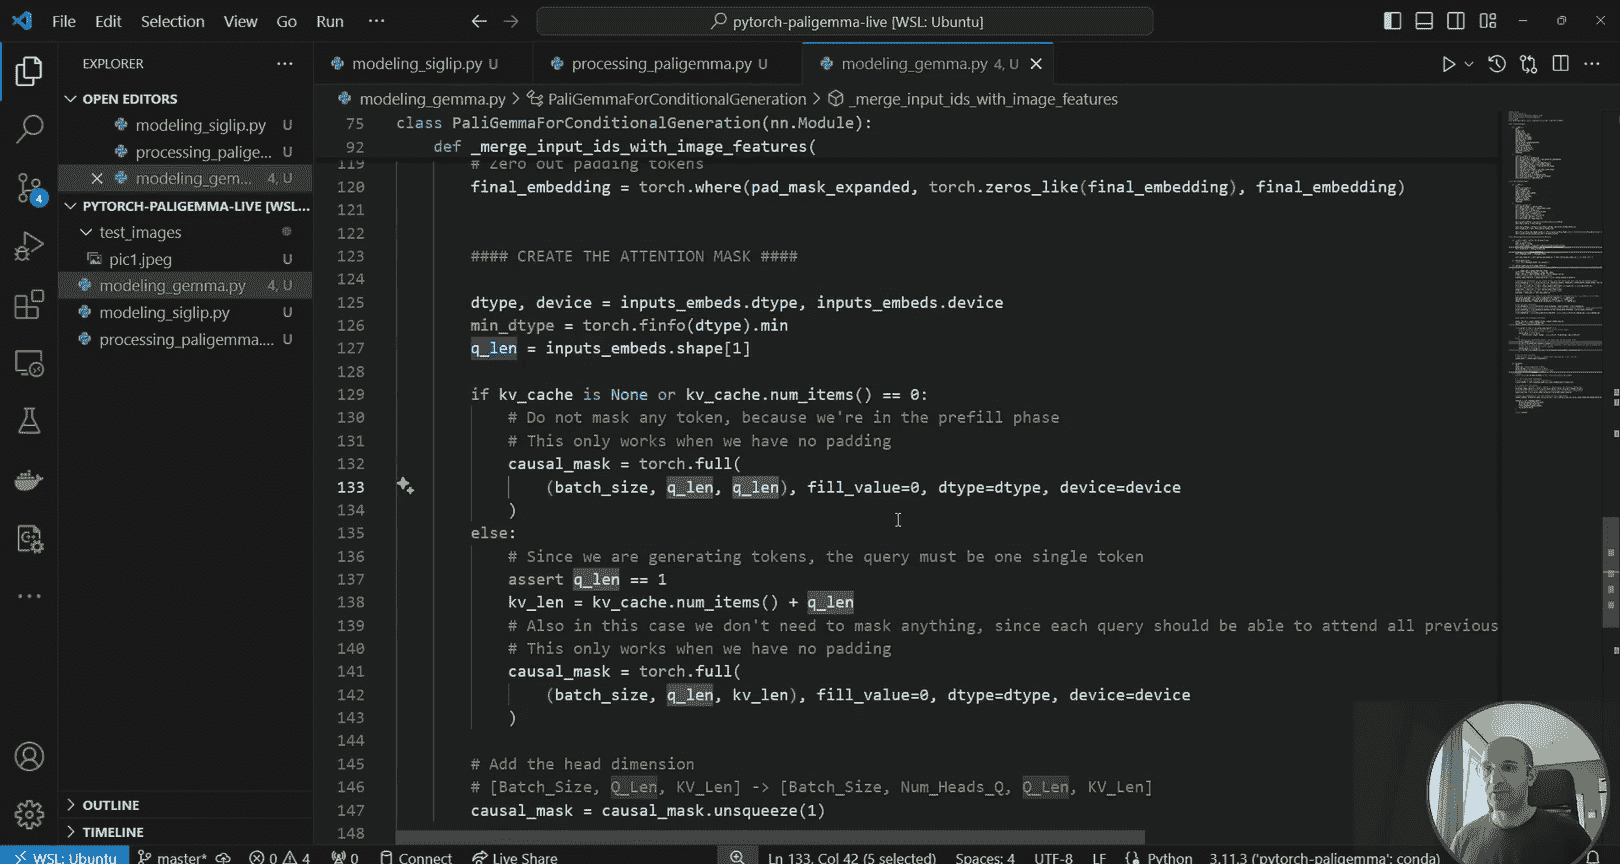 File Edit Selection View Go Run ··· pytorch-paligemma-live [WSL: Ubuntu]
EXPLORER ···
OPEN EDITORS
modeling_siglip.py U
processing_palige... U
modeling_gem... 4, U
PYTORCH-PALIGEMMA-LIVE [WSL...
test_images
pic1.jpeg U
modeling_gemma.py 4, U
modeling_siglip.py U
processing_paligemma.... U
OUTLINE
TIMELINE
4
modeling_siglip.py U processing_paligemma.py U modeling_gemma.py 4, U
modeling_gemma.py > PaliGemmaForConditionalGeneration > _merge_input_ids_with_image_features
75 class PaliGemmaForConditionalGeneration(nn.Module):
92 def _merge_input_ids_with_image_features(
119 # Zero out padding tokens
120 final_embedding = torch.where(pad_mask_expanded, torch.zeros_like(final_embedding), final_embedding)
121
122
123 #### CREATE THE ATTENTION MASK ####
124
125 dtype, device = inputs_embeds.dtype, inputs_embeds.device
126 min_dtype = torch.finfo(dtype).min
127 q_len = inputs_embeds.shape[1]
128
129 if kv_cache is None or kv_cache.num_items() == 0:
130 # Do not mask any token, because we're in the prefill phase
131 # This only works when we have no padding
132 causal_mask = torch.full(
133 (batch_size, q_len, q_len), fill_value=0, dtype=dtype, device=device
134 )
135 else:
136 # Since we are generating tokens, the query must be one single token
137 assert q_len == 1
138 kv_len = kv_cache.num_items() + q_len
139 # Also in this case we don't need to mask anything, since each query should be able to attend all previous
140 # This only works when we have no padding
141 causal_mask = torch.full(
142 (batch_size, q_len, kv_len), fill_value=0, dtype=dtype, device=device
143 )
144
145 # Add the head dimension
146 # [Batch_Size, Q_Len, KV_Len] -> [Batch_Size, Num_Heads_Q, Q_Len, KV_Len]
147 causal_mask = causal_mask.unsqueeze(1)
148
WSL: Ubuntu master* 0 4 0 Connect Live Share Ln 133, Col 42 (5 selected) Spaces: 4 UTF-8 LF Python 3.11.3 ('pytorch-paligemma': conda)